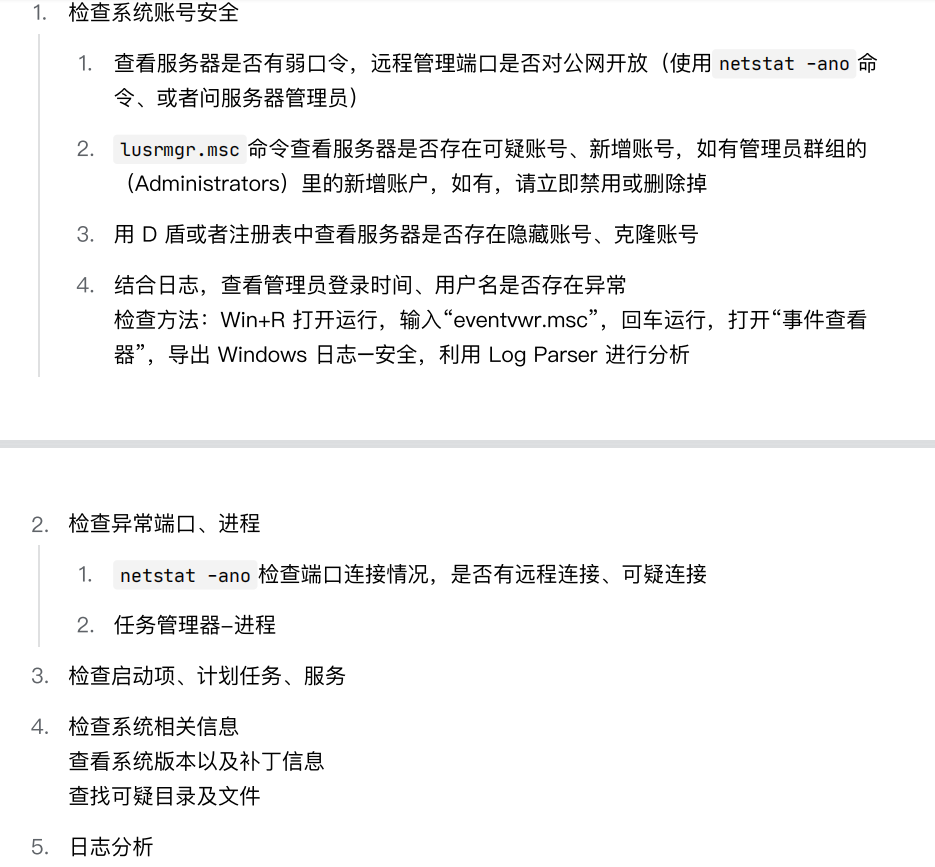 1. 检查系统账号安全
1. 查看服务器是否有弱口令，远程管理端口是否对公网开放（使用 netstat -ano 命
令、或者问服务器管理员）
2. lusrmgr.msc 命令查看服务器是否存在可疑账号、新增账号，如有管理员群组的
（Administrators）里的新增账户，如有，请立即禁用或删除掉
3. 用 D 盾或者注册表中查看服务器是否存在隐藏账号、克隆账号
4. 结合日志，查看管理员登录时间、用户名是否存在异常
检查方法：Win+R 打开运行，输入“eventvwr.msc”，回车运行，打开“事件查看
器”，导出 Windows 日志—安全，利用 Log Parser 进行分析
2. 检查异常端口、进程
1. netstat -ano 检查端口连接情况，是否有远程连接、可疑连接
2. 任务管理器–进程
3. 检查启动项、计划任务、服务
4. 检查系统相关信息
查看系统版本以及补丁信息
查找可疑目录及文件
5. 日志分析